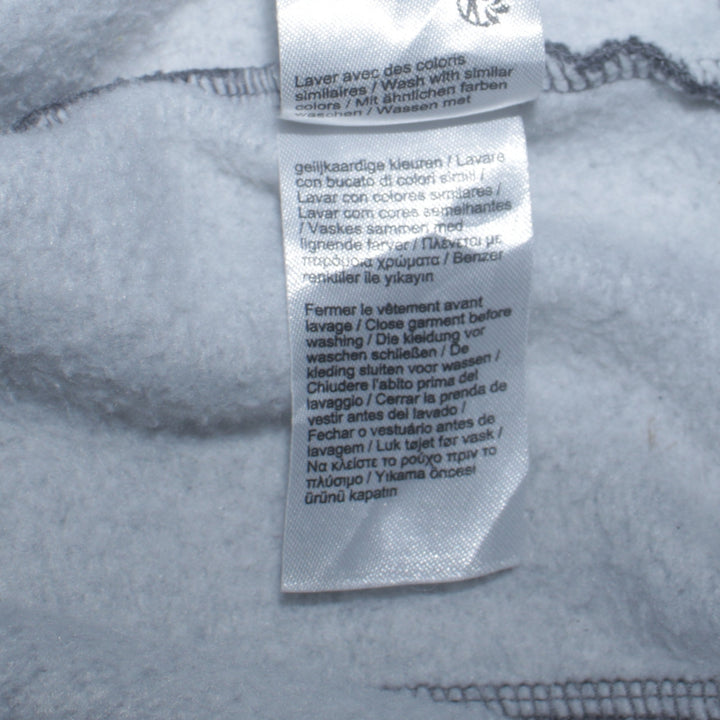 Laver avec des coloris
similaires / Wash with similar
colors / Mit ähnlichen farben
waschen / Wassen met
gelijkaardige kleuren / Lavare
con bucato di colori simili /
Lavar con colores similares /
Lavar com cores semelhantes
/ Vaskes sammen med
lignende farver / Πλένεται με
παρόμοια χρώματα / Benzer
renkliler ile yıkayın
Fermer le vêtement avant
lavage / Close garment before
washing / Die kleidung vor
waschen schließen / De
kleding sluiten voor wassen /
Chiudere l'abito prima del
lavaggio / Cerrar la prenda de
vestir antes del lavado /
Fechar o vestuário antes de
lavagem / Luk tøjet før vask /
Να κλείστε το ρούχο πριν το
πλύσιμο / Yıkama öncesi
ürünü kapatın